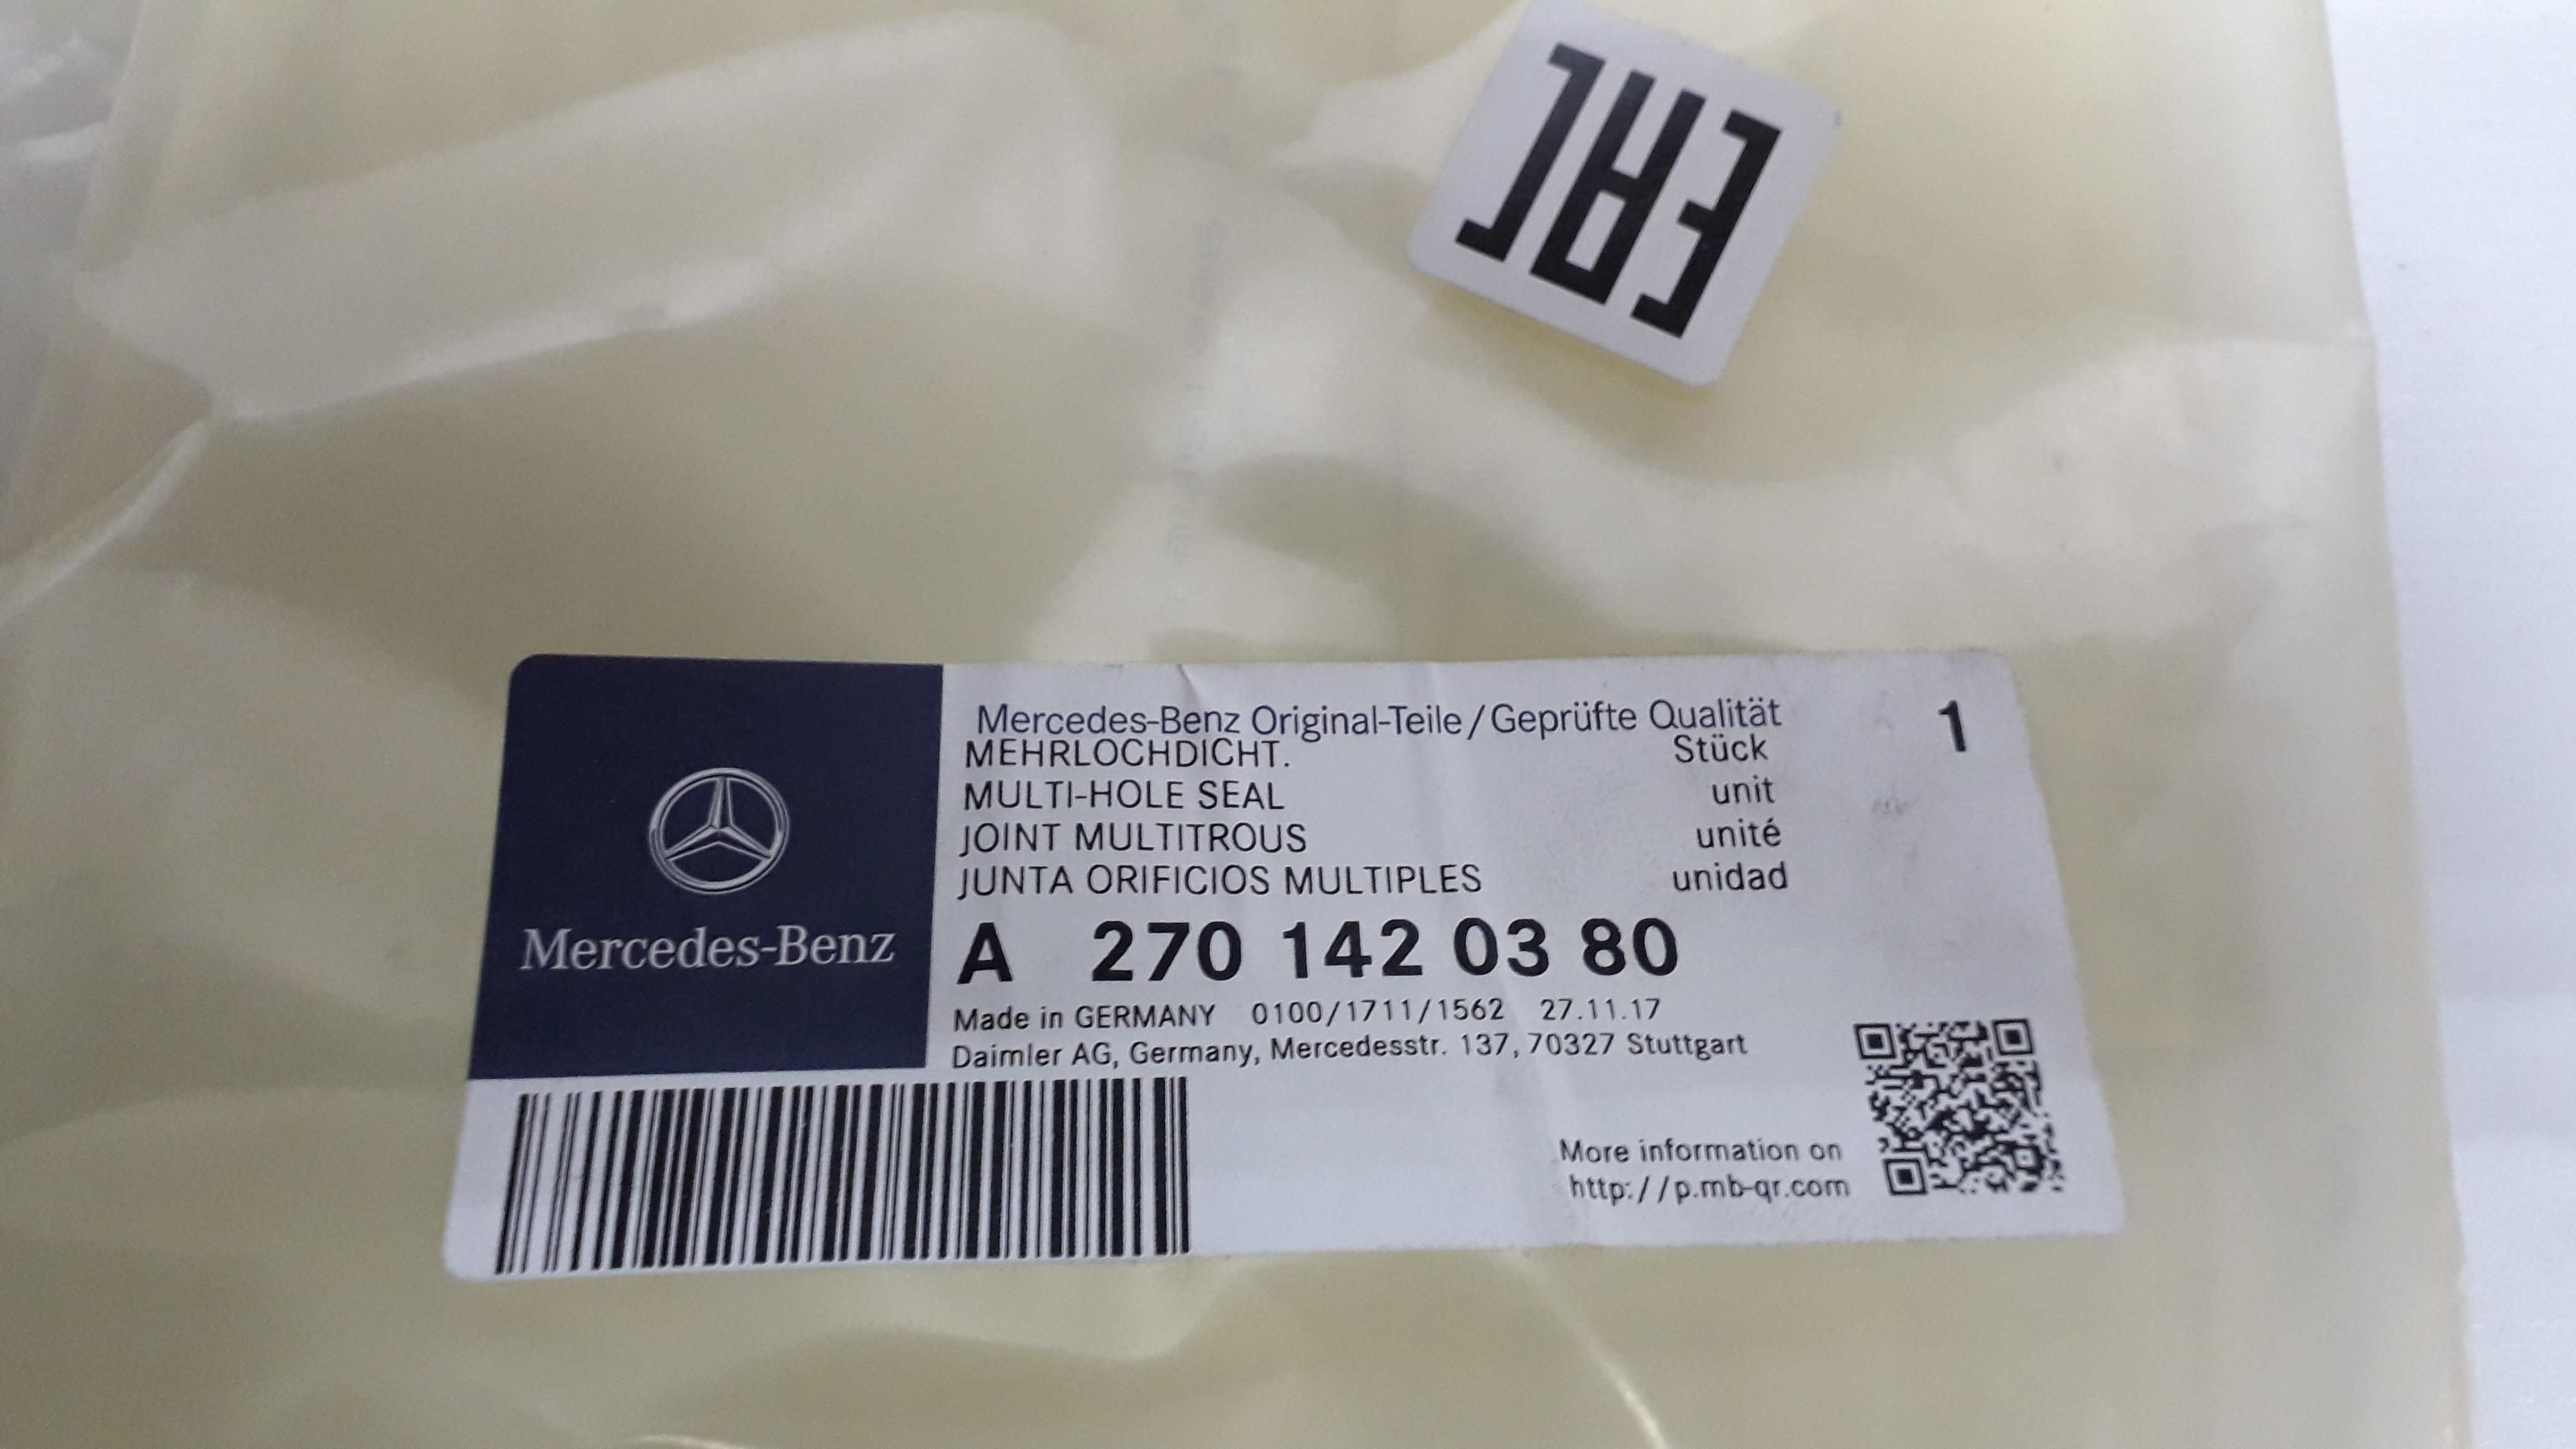 Mercedes-Benz
Mercedes-Benz Original-Teile/Geprüfte Qualität
MEHRLOCHDICHT. Stück 1
MULTI-HOLE SEAL unit
JOINT MULTITROUS unité
JUNTA ORIFICIOS MULTIPLES unidad
A 270 142 03 80
Made in GERMANY 0100/1711/1562 27.11.17
Daimler AG, Germany, Mercedesstr. 137, 70327 Stuttgart
More information on
http://p.mb-qr.com